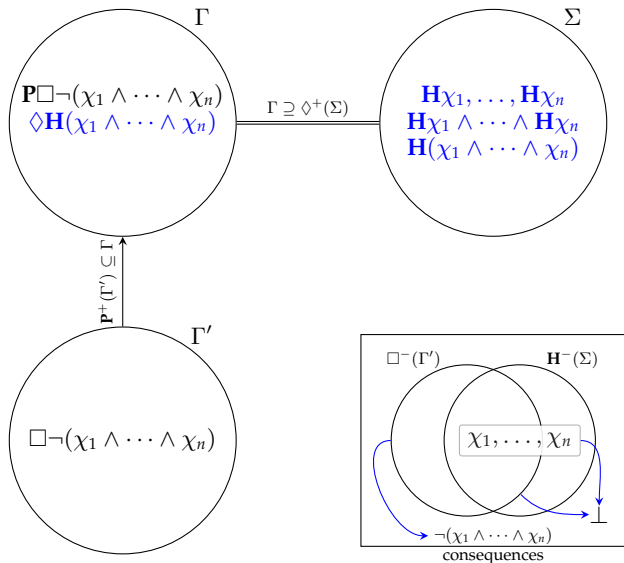 Γ
Σ
P□¬(χ₁ ∧ ⋯ ∧ χₙ)
◊H(χ₁ ∧ ⋯ ∧ χₙ)
Γ ⊇ ◊⁺(Σ)
Hχ₁, . . . , Hχₙ
Hχ₁ ∧ ⋯ ∧ Hχₙ
H(χ₁ ∧ ⋯ ∧ χₙ)
P⁺(Γ′) ⊆ Γ
Γ′
□¬(χ₁ ∧ ⋯ ∧ χₙ)
□⁻(Γ′)
H⁻(Σ)
χ₁, . . . , χₙ
⊥
¬(χ₁ ∧ ⋯ ∧ χₙ)
consequences